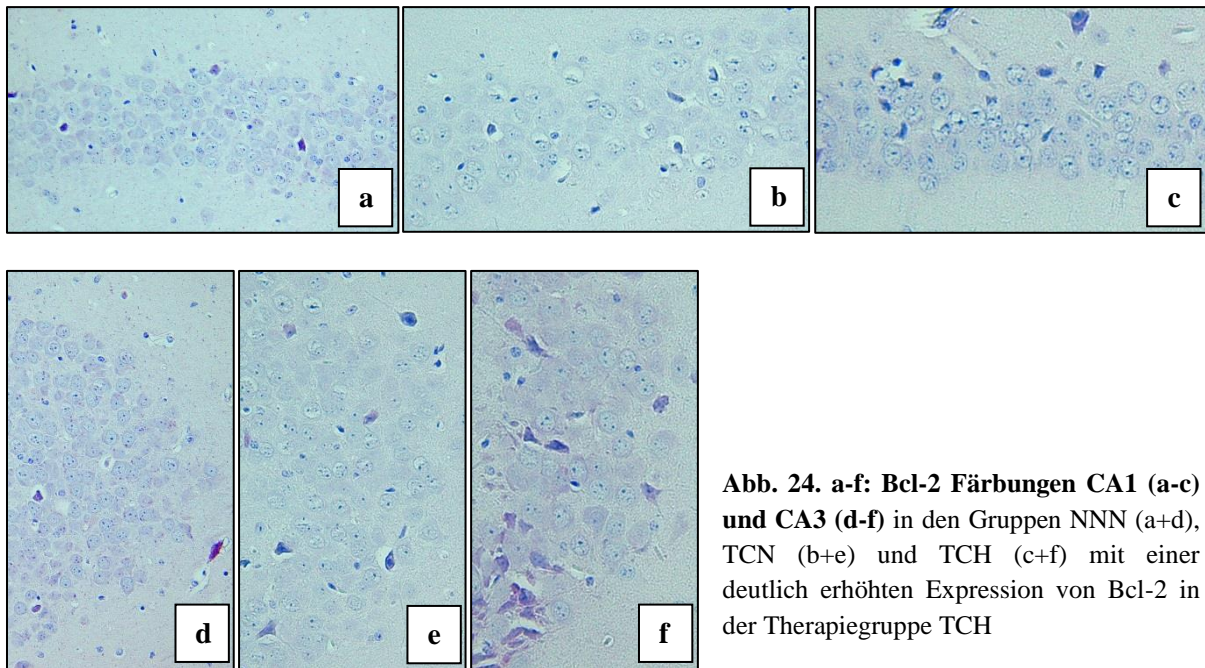 a
b
c
d
e
f
Abb. 24. a-f: Bcl-2 Färbungen CA1 (a-c)
und CA3 (d-f) in den Gruppen NNN (a+d),
TCN (b+e) und TCH (c+f) mit einer
deutlich erhöhten Expression von Bcl-2 in
der Therapiegruppe TCH